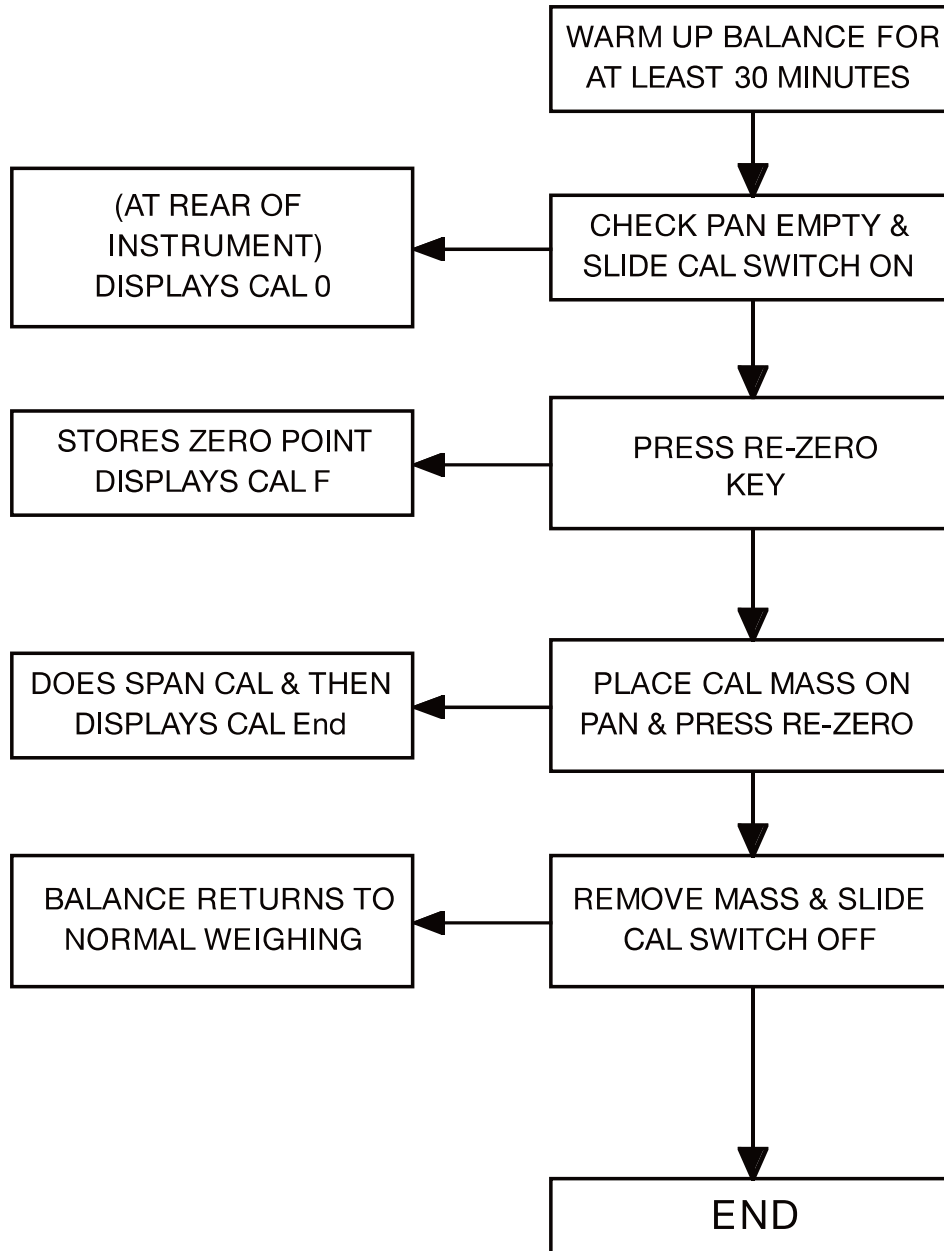 WARM UP BALANCE FOR
AT LEAST 30 MINUTES
(AT REAR OF
INSTRUMENT)
DISPLAYS CAL 0
CHECK PAN EMPTY &
SLIDE CAL SWITCH ON
STORES ZERO POINT
DISPLAYS CAL F
PRESS RE-ZERO
KEY
DOES SPAN CAL & THEN
DISPLAYS CAL End
PLACE CAL MASS ON
PAN & PRESS RE-ZERO
BALANCE RETURNS TO
NORMAL WEIGHING
REMOVE MASS & SLIDE
CAL SWITCH OFF
END